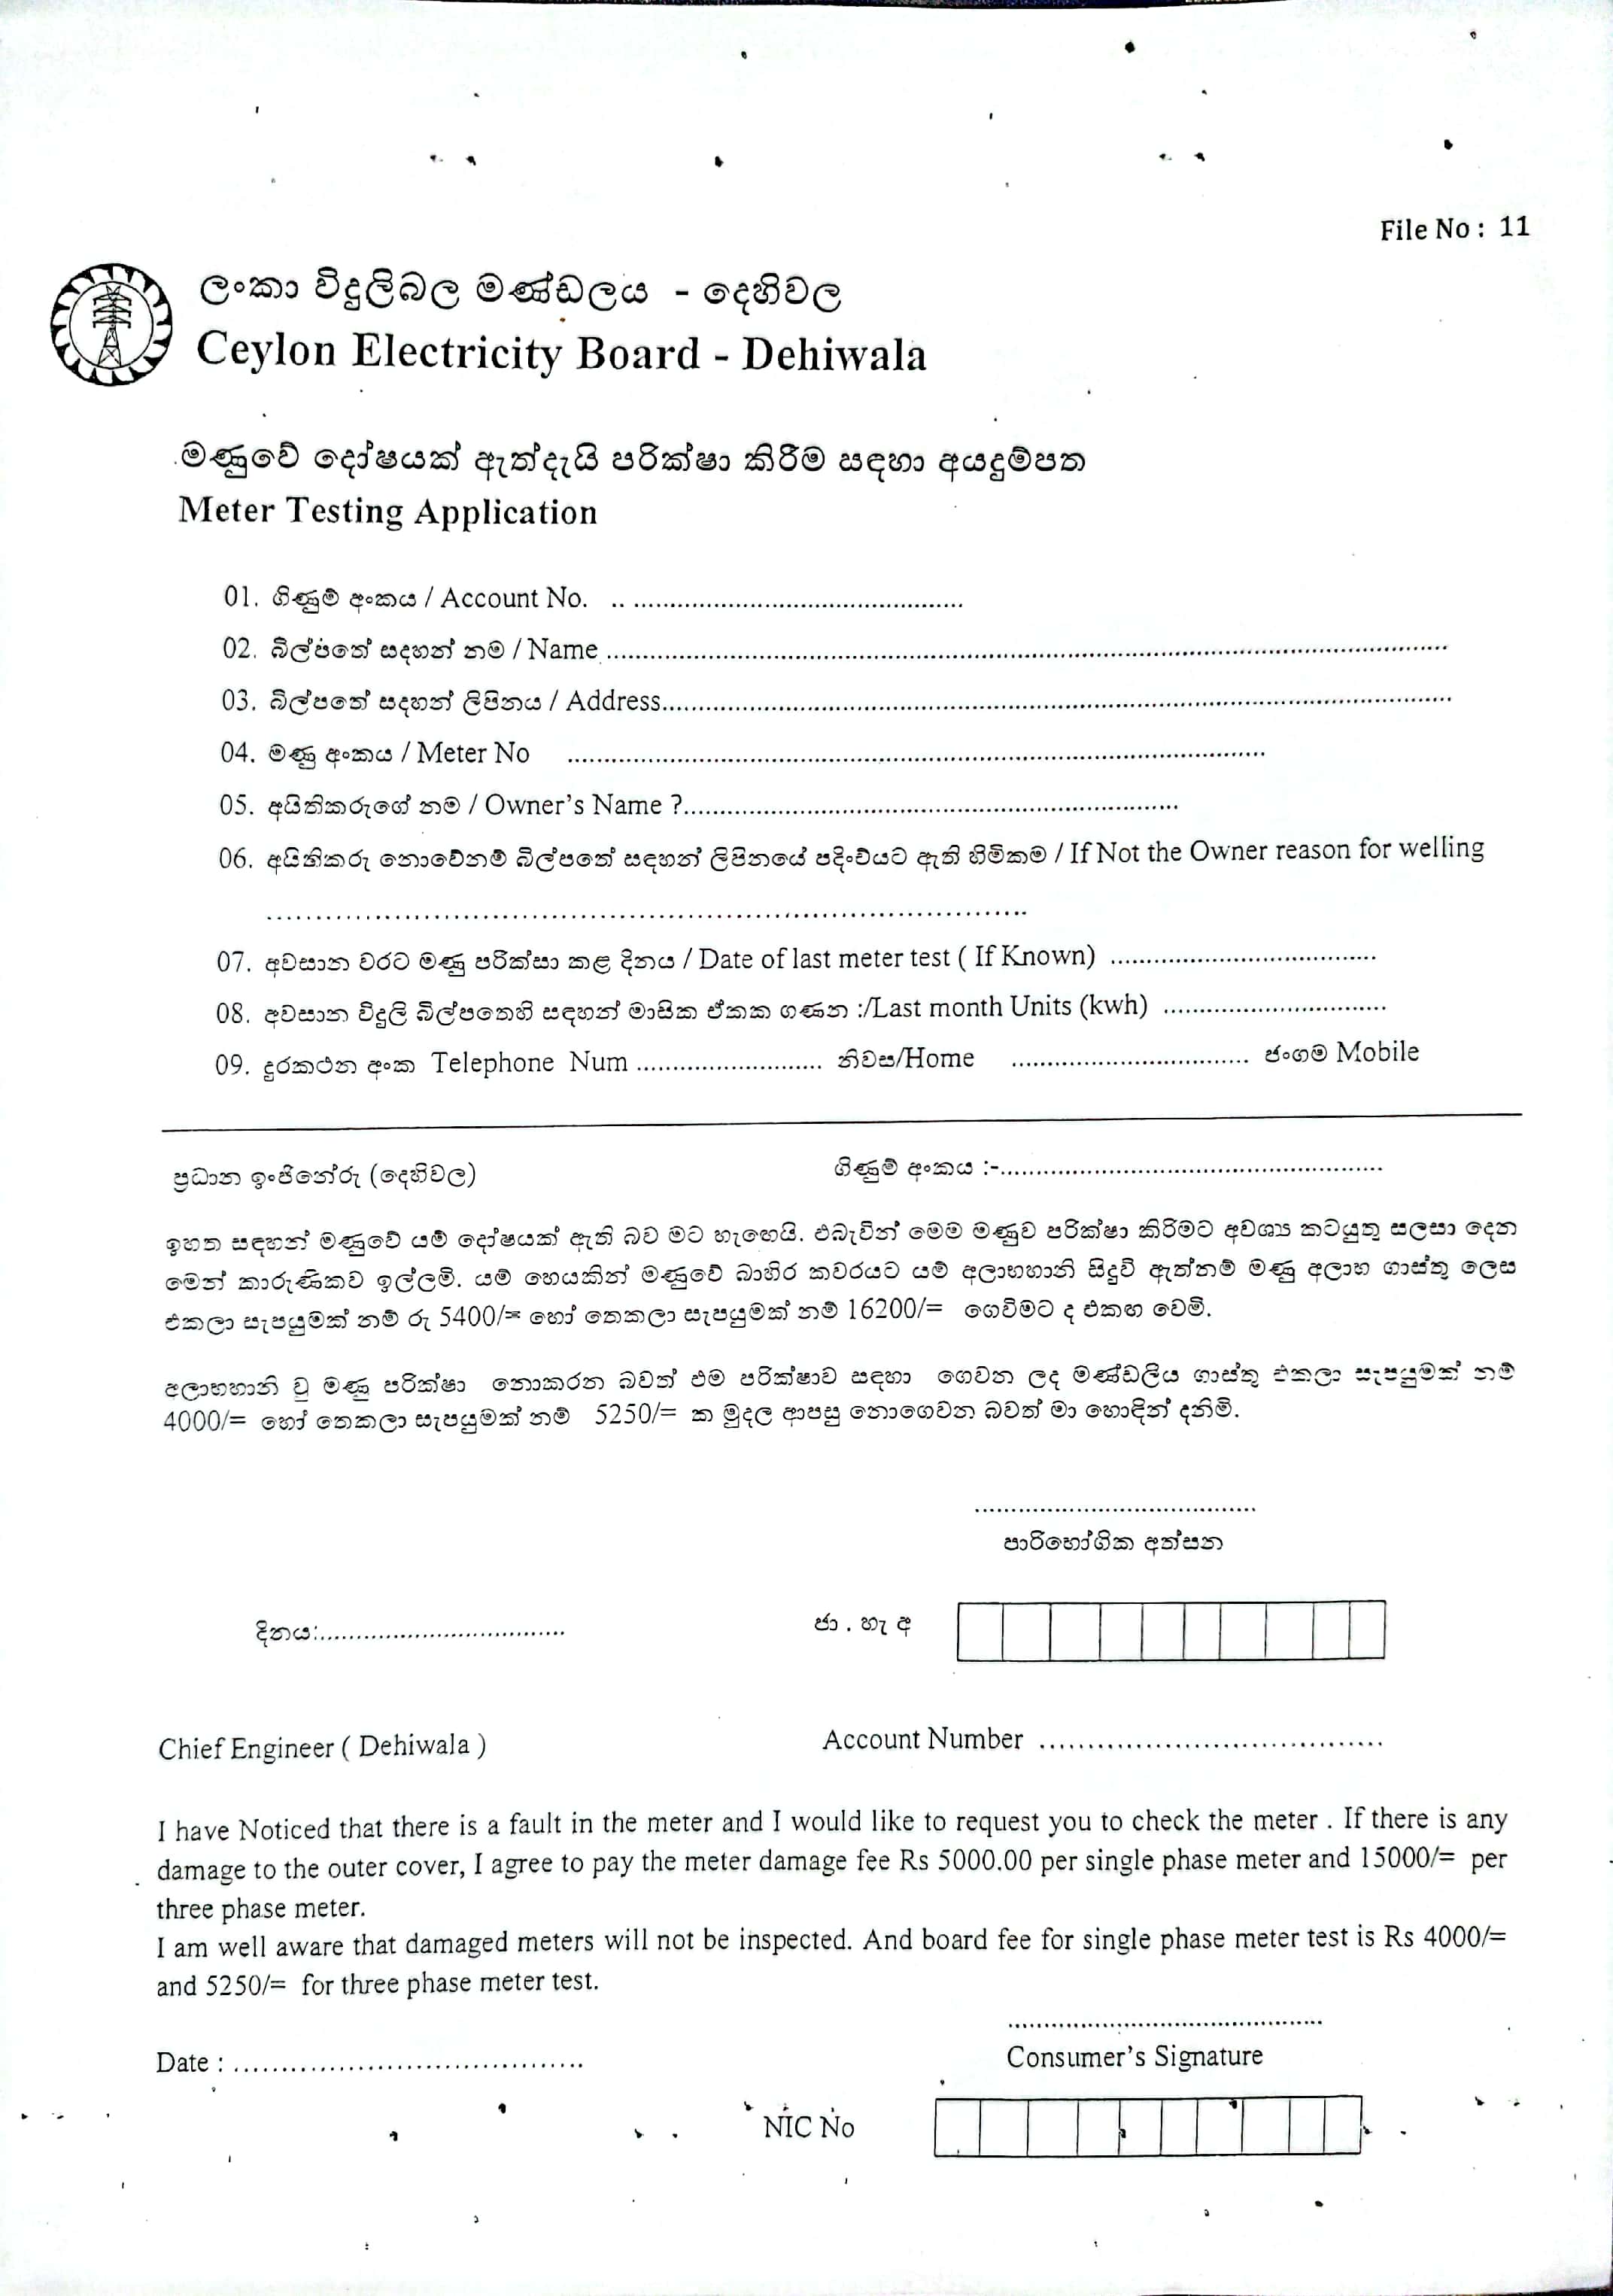 File No : 11
ලංකා විදුලිබල මණ්ඩලය - දෙහිවල
Ceylon Electricity Board - Dehiwala
මණුවේ දෝෂයක් ඇත්දැයි පරික්ෂා කිරීම සඳහා අයදුම්පත
Meter Testing Application
01. ගිණුම් අංකය / Account No. .. ..............................................
02. බිල්පතේ සඳහන් නම / Name ....................................................................................................................
03. බිල්පතේ සඳහන් ලිපිනය / Address.............................................................................................................
04. මණු අංකය / Meter No ................................................................................................
05. අයිතිකරුගේ නම / Owner's Name ?....................................................................
06. අයිතිකරු නොවේනම් බිල්පතේ සඳහන් ලිපිනයේ පදිංචියට ඇති හිමිකම / If Not the Owner reason for welling
..............................................................................
07. අවසාන වරට මණු පරික්සා කළ දිනය / Date of last meter test ( If Known) .....................................
08. අවසාන විදුලි බිල්පතෙහි සඳහන් මාසික ඒකක ගණන :/Last month Units (kwh) ...............................
09. දුරකථන අංක Telephone Num .......................... නිවස/Home ................................. ජංගම Mobile
ප්‍රධාන ඉංජිනේරු (දෙහිවල) ගිණුම් අංකය :-.....................................................
ඉහත සඳහන් මණුවේ යම් දෝෂයක් ඇති බව මට හැඟෙයි. එබැවින් මෙම මණුව පරික්ෂා කිරිමට අවශ්‍ය කටයුතු සලසා දෙන
මෙන් කාරුණිකව ඉල්ලමි. යම් හෙයකින් මණුවේ බාහිර කවරයට යම් අලාභහානි සිදුවි ඇත්නම් මණු අලාභ ගාස්තු ලෙස
එකලා සැපයුමක් නම් රු 5400/= හෝ තෙකලා සැපයුමක් නම් 16200/= ගෙවිමට ද එකඟ වෙමි.
අලාභහානි වු මණු පරික්ෂා නොකරන බවත් එම පරික්ෂාව සඳහා ගෙවන ලද මණ්ඩලිය ගාස්තු එකලා සැපයුමක් නම්
4000/= හෝ තෙකලා සැපයුමක් නම් 5250/= ක මුදල ආපසු නොගෙවන බවත් මා හොඳින් දනිමි.
.......................................
පාරිභෝගික අත්සන
දිනය:.................................. ජා . හැ අ
Chief Engineer ( Dehiwala ) Account Number ....................................
I have Noticed that there is a fault in the meter and I would like to request you to check the meter . If there is any
damage to the outer cover, I agree to pay the meter damage fee Rs 5000.00 per single phase meter and 15000/= per
three phase meter.
I am well aware that damaged meters will not be inspected. And board fee for single phase meter test is Rs 4000/=
and 5250/= for three phase meter test.
...........................................
Date : .................................... Consumer's Signature
NIC No